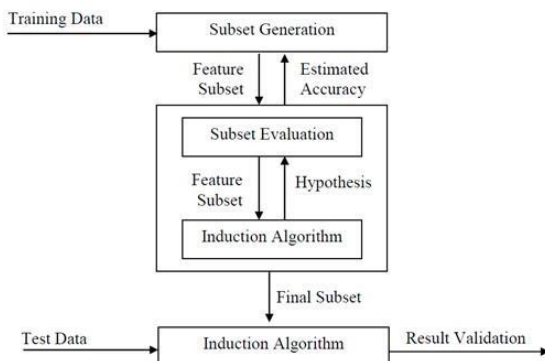 Training Data
Subset Generation
Feature
Subset
Estimated
Accuracy
Subset Evaluation
Feature
Subset
Hypothesis
Induction Algorithm
Final Subset
Test Data
Induction Algorithm
Result Validation